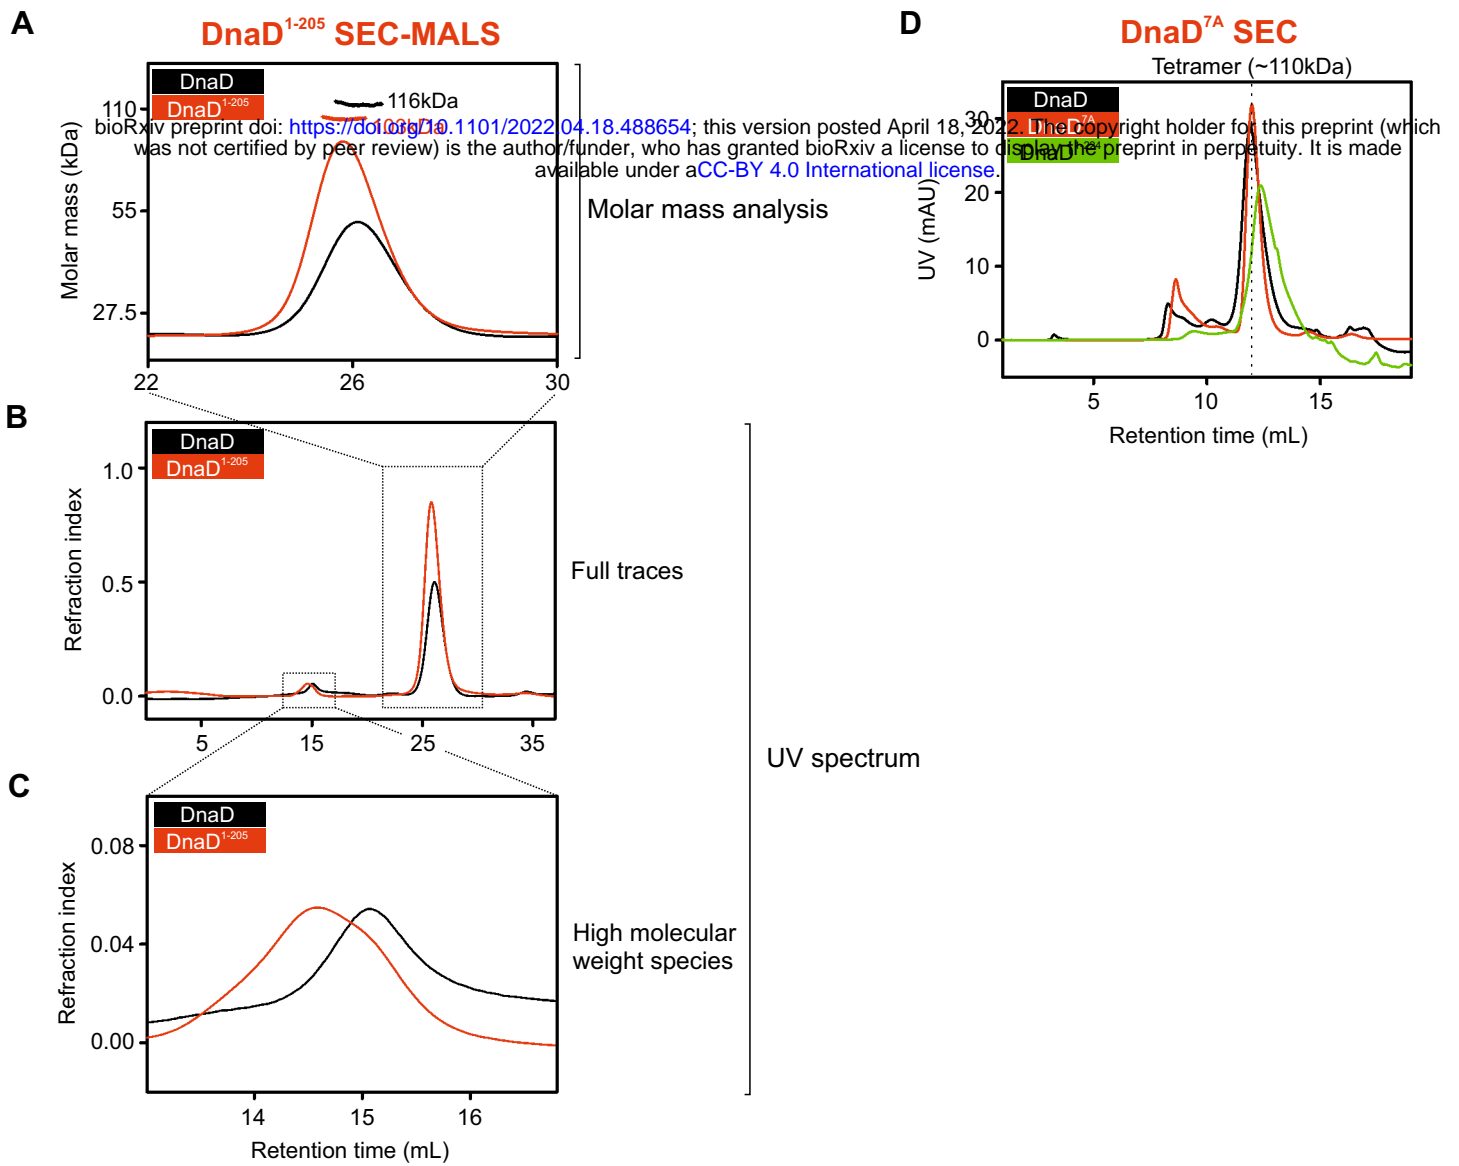 A
DnaD1-205 SEC-MALS
DnaD
DnaD1-205
116kDa
103kDa
110
55
27.5
Molar mass (kDa)
22
26
30
Molar mass analysis
bioRxiv preprint doi: https://doi.org/10.1101/2022.04.18.488654; this version posted April 18, 2022. The copyright holder for this preprint (which
was not certified by peer review) is the author/funder, who has granted bioRxiv a license to display the preprint in perpetuity. It is made
available under aCC-BY 4.0 International license.
D
DnaD7A SEC
Tetramer (~110kDa)
DnaD
DnaD7A
DnaD
30
20
10
0
UV (mAU)
5
10
15
Retention time (mL)
B
DnaD
DnaD1-205
1.0
0.5
0.0
Refraction index
5
15
25
35
Full traces
UV spectrum
C
DnaD
DnaD1-205
0.08
0.04
0.00
Refraction index
14
15
16
Retention time (mL)
High molecular
weight species